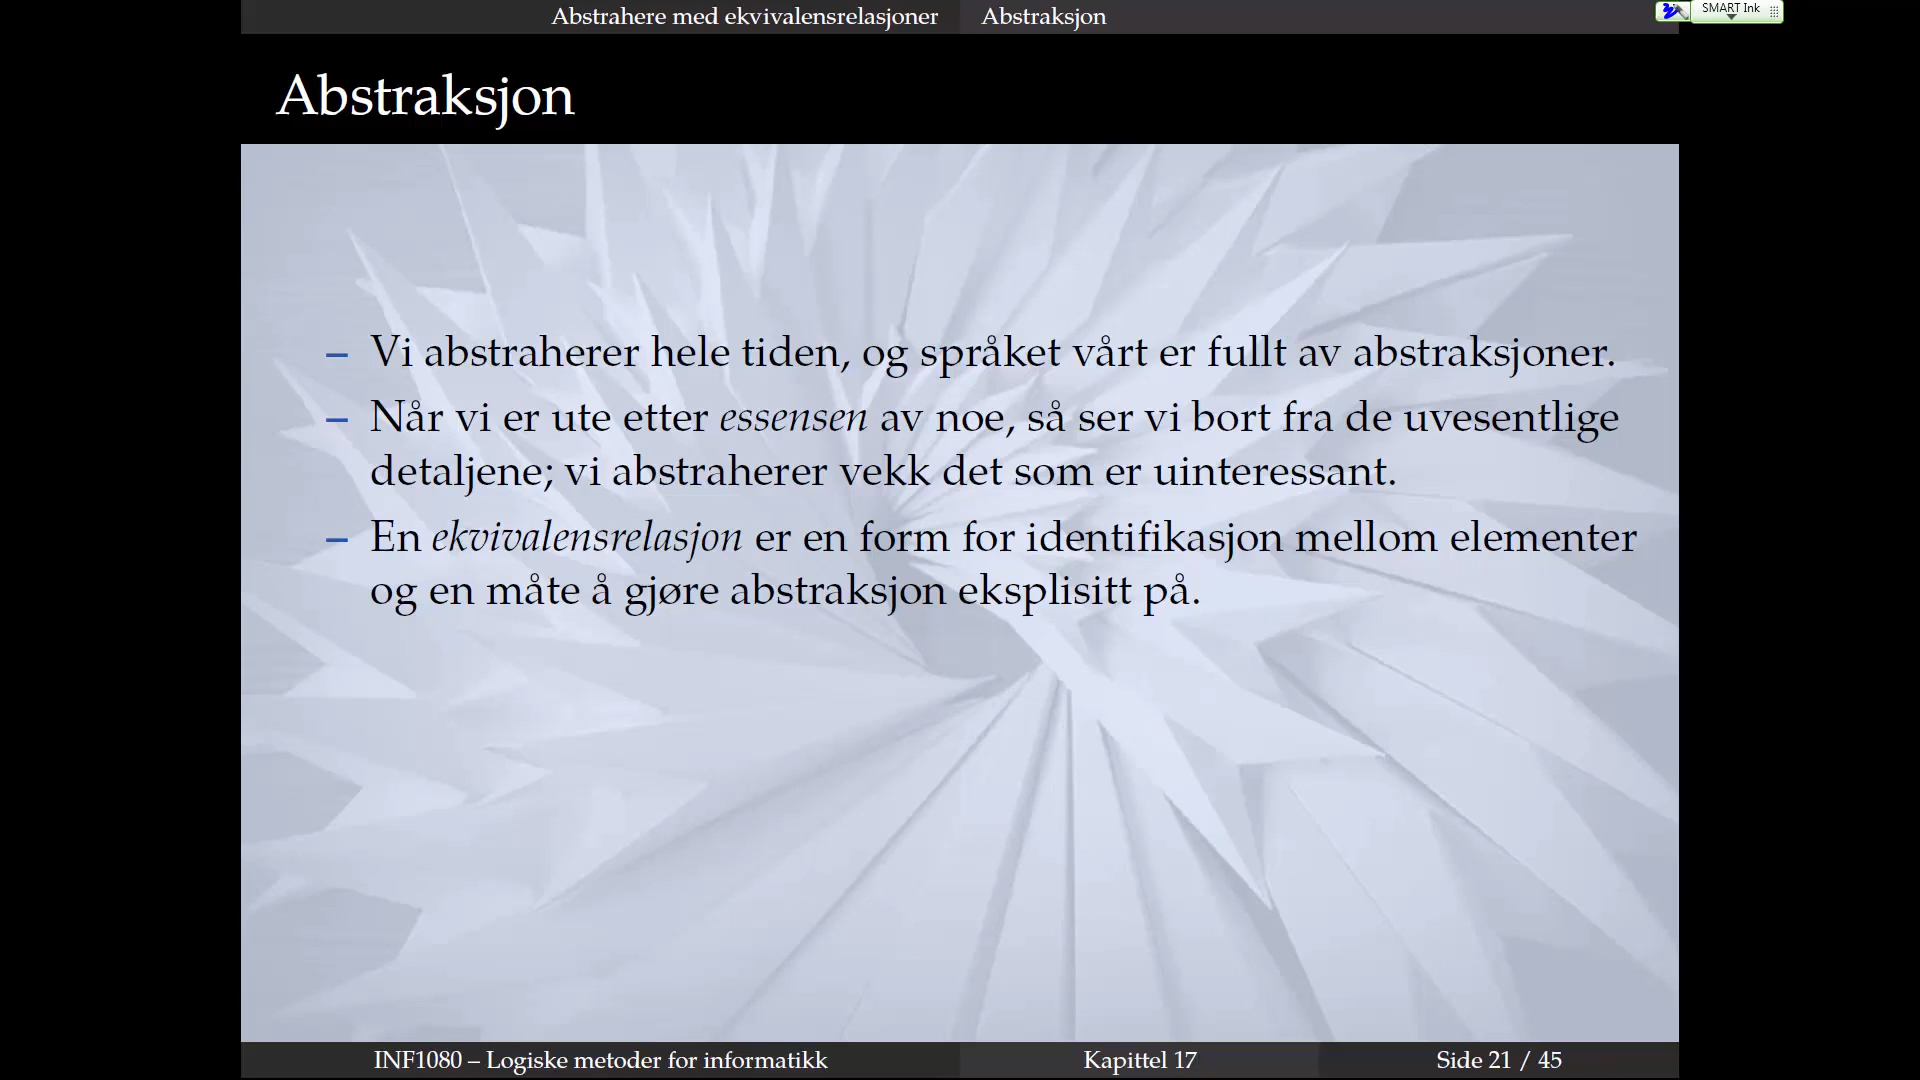 Abstrahere med ekvivalensrelasjoner Abstraksjon
SMART Ink
Abstraksjon
– Vi abstraherer hele tiden, og språket vårt er fullt av abstraksjoner.
– Når vi er ute etter essensen av noe, så ser vi bort fra de uvesentlige
detaljene; vi abstraherer vekk det som er uinteressant.
– En ekvivalensrelasjon er en form for identifikasjon mellom elementer
og en måte å gjøre abstraksjon eksplisitt på.
INF1080 – Logiske metoder for informatikk Kapittel 17 Side 21 / 45